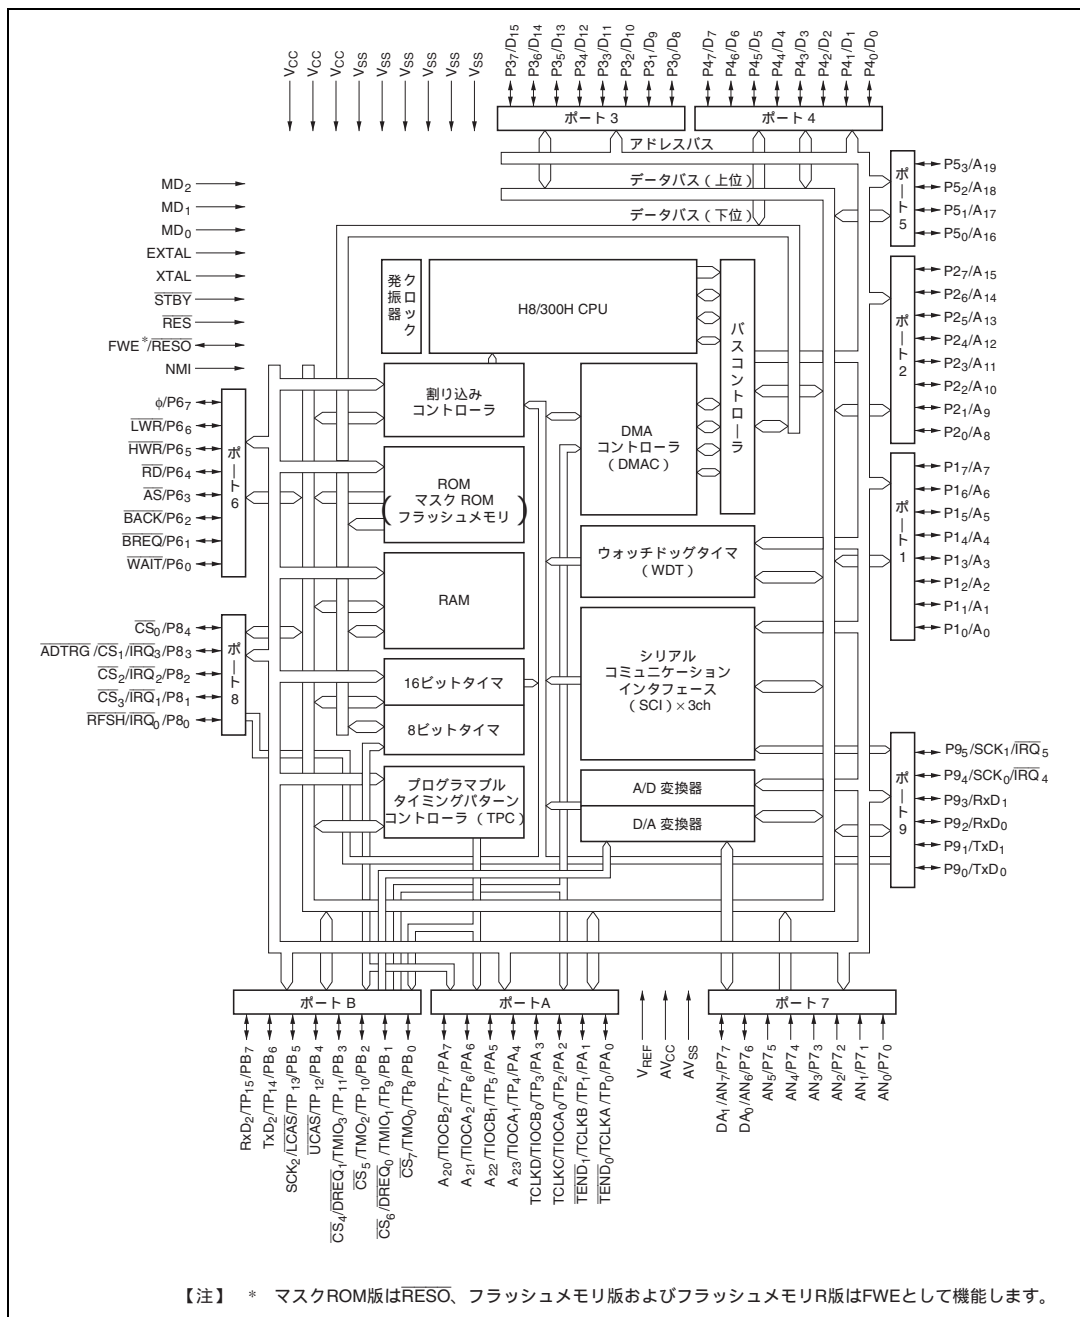 VCC
VCC
VCC
VSS
VSS
VSS
VSS
VSS
VSS
P37/D15
P36/D14
P35/D13
P34/D12
P33/D11
P32/D10
P31/D9
P30/D8
P47/D7
P46/D6
P45/D5
P44/D4
P43/D3
P42/D2
P41/D1
P40/D0
ポート3
ポート4
アドレスバス
データバス(上位)
データバス(下位)
MD2
MD1
MD0
EXTAL
XTAL
STBY
RES
FWE*/RESO
NMI
ポート5
P53/A19
P52/A18
P51/A17
P50/A16
クロック発振器
H8/300H CPU
バスコントローラ
ポート2
P27/A15
P26/A14
P25/A13
P24/A12
P23/A11
P22/A10
P21/A9
P20/A8
割り込み
コントローラ
DMA
コントローラ
(DMAC)
φ/P67
LWR/P66
HWR/P65
RD/P64
AS/P63
BACK/P62
BREQ/P61
WAIT/P60
ポート6
ROM
(マスクROM
フラッシュメモリ)
ポート1
P17/A7
P16/A6
P15/A5
P14/A4
P13/A3
P12/A2
P11/A1
P10/A0
ウォッチドッグタイマ
(WDT)
RAM
シリアル
コミュニケーション
インタフェース
(SCI)×3ch
CS0/P84
ADTRG/CS1/IRQ3/P83
CS2/IRQ2/P82
CS3/IRQ1/P81
RFSH/IRQ0/P80
ポート8
16ビットタイマ
8ビットタイマ
プログラマブル
タイミングパターン
コントローラ(TPC)
A/D変換器
D/A変換器
ポート9
P95/SCK1/IRQ5
P94/SCK0/IRQ4
P93/RxD1
P92/RxD0
P91/TxD1
P90/TxD0
ポートB
ポートA
ポート7
RxD2/TP15/PB7
TxD2/TP14/PB6
SCK2/LCAS/TP13/PB5
UCAS/TP12/PB4
CS4/DREQ1/TMIO3/TP11/PB3
CS5/TMO2/TP10/PB2
CS6/DREQ0/TMIO1/TP9/PB1
CS7/TMO0/TP8/PB0
A20/TIOCB2/TP7/PA7
A21/TIOCA2/TP6/PA6
A22/TIOCB1/TP5/PA5
A23/TIOCA1/TP4/PA4
TCLKD/TIOCB0/TP3/PA3
TCLKC/TIOCA0/TP2/PA2
TEND1/TCLKB/TP1/PA1
TEND0/TCLKA/TP0/PA0
VREF
AVCC
AVSS
DA1/AN7/P77
DA0/AN6/P76
AN5/P75
AN4/P74
AN3/P73
AN2/P72
AN1/P71
AN0/P70
【注】 * マスクROM版はRESO、フラッシュメモリ版およびフラッシュメモリR版はFWEとして機能します。